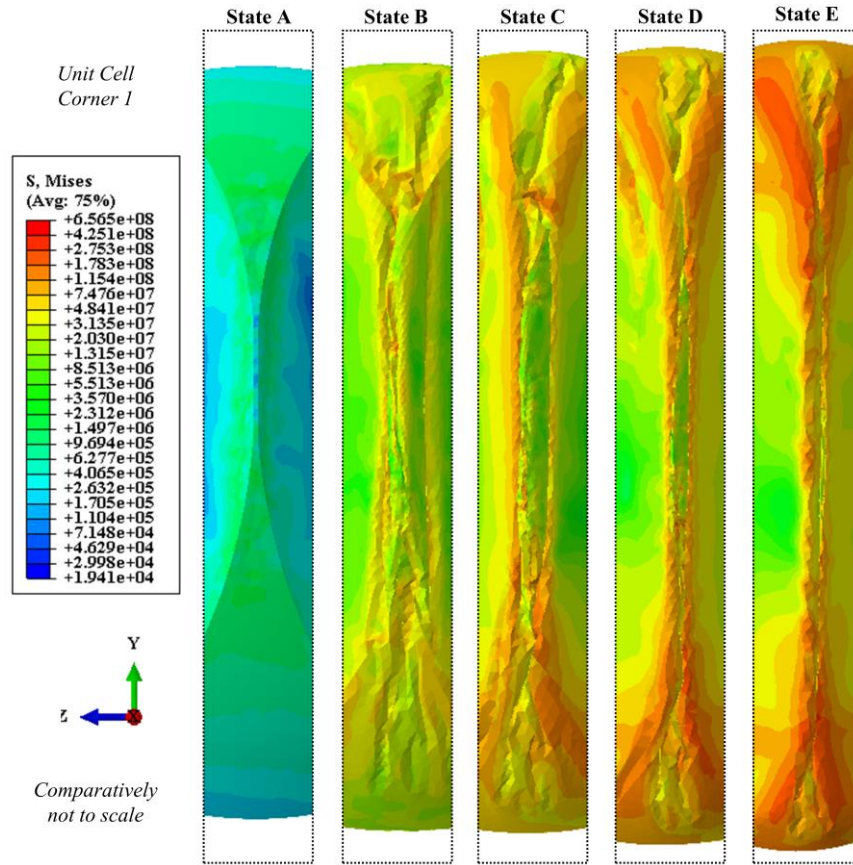 State A State B State C State D State E
Unit Cell
Corner 1
S, Mises
(Avg: 75%)
+6.565e+08
+4.251e+08
+2.753e+08
+1.783e+08
+1.154e+08
+7.476e+07
+4.841e+07
+3.135e+07
+2.030e+07
+1.315e+07
+8.513e+06
+5.513e+06
+3.570e+06
+2.312e+06
+1.497e+06
+9.694e+05
+6.277e+05
+4.065e+05
+2.632e+05
+1.705e+05
+1.104e+05
+7.148e+04
+4.629e+04
+2.998e+04
+1.941e+04
Y
Z X
Comparatively
not to scale